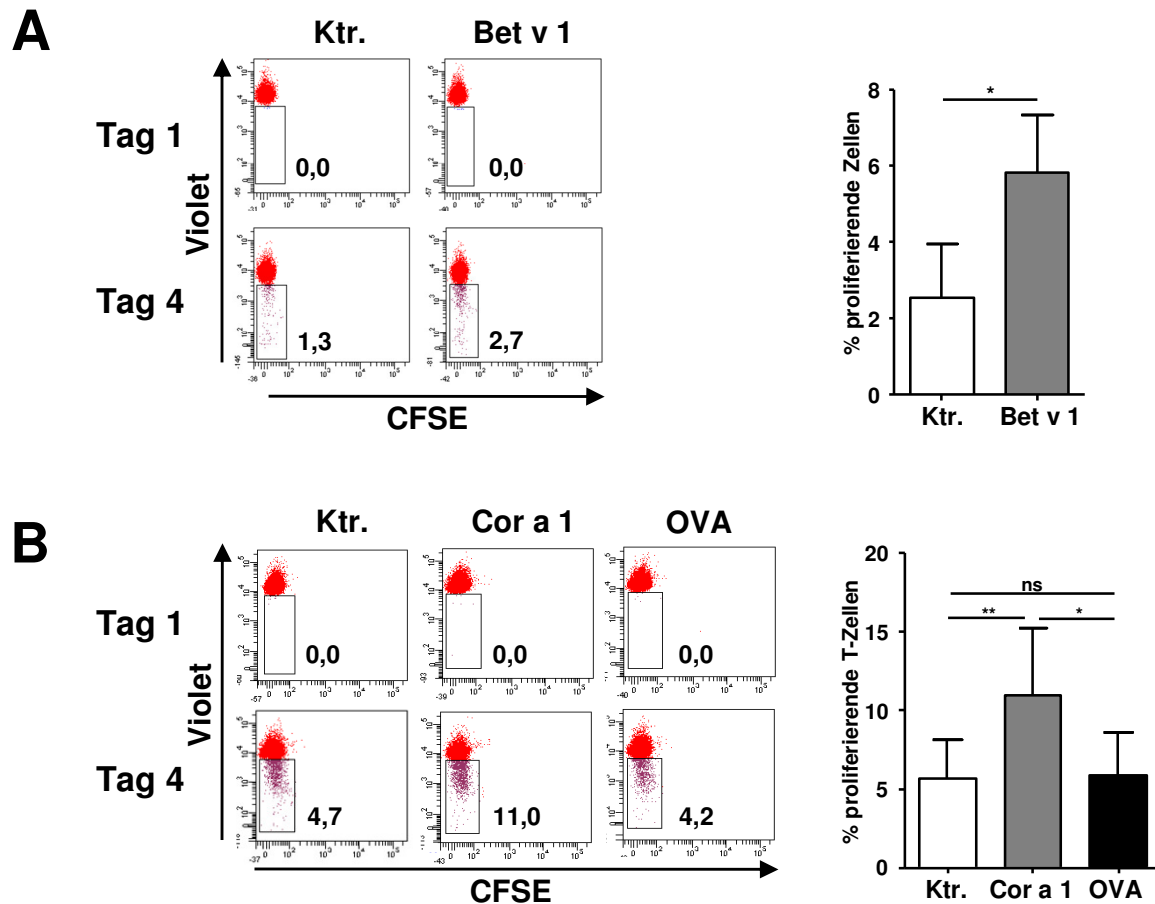 A
Ktr. Bet v 1
Tag 1
0,0 0,0
Violet
Tag 4
1,3 2,7
CFSE
% proliferierende Zellen
8
6
4
2
0
*
Ktr. Bet v 1
B
Ktr. Cor a 1 OVA
Tag 1
0,0 0,0 0,0
Violet
Tag 4
4,7 11,0 4,2
CFSE
% proliferierende T-Zellen
20
15
10
5
0
ns
** *
Ktr. Cor a 1 OVA